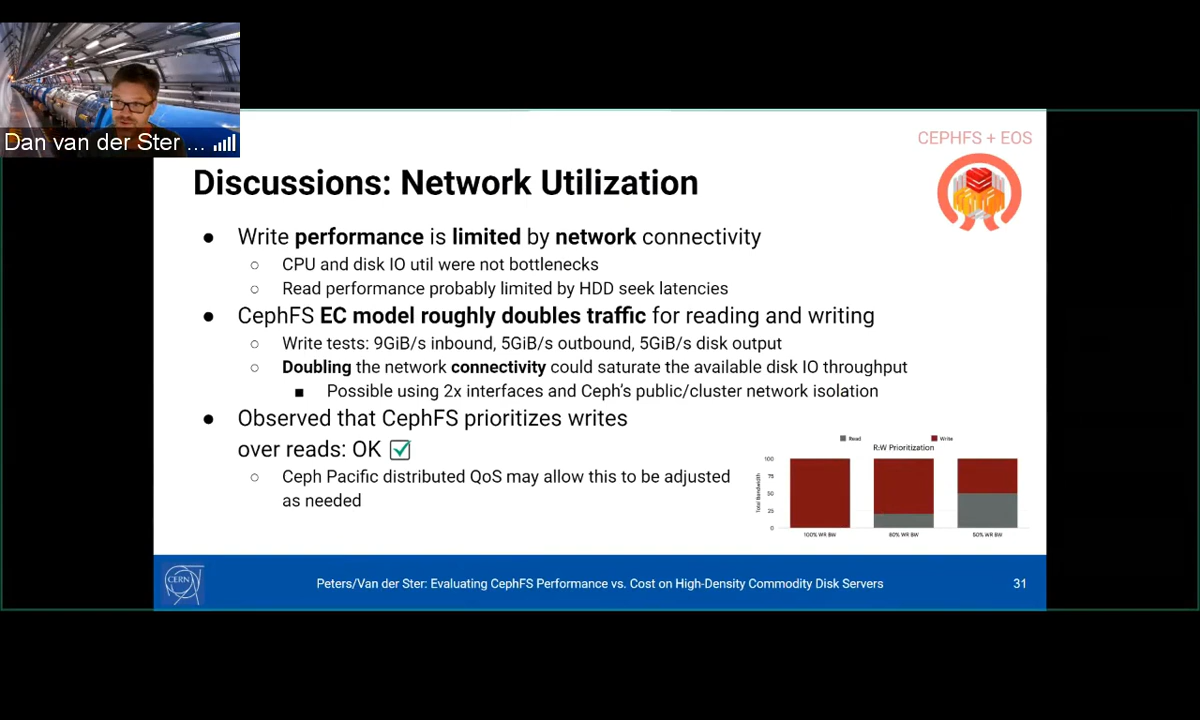 Dan van der Ster ...
CEPHFS + EOS
Discussions: Network Utilization
● Write performance is limited by network connectivity
○ CPU and disk IO util were not bottlenecks
○ Read performance probably limited by HDD seek latencies
● CephFS EC model roughly doubles traffic for reading and writing
○ Write tests: 9GiB/s inbound, 5GiB/s outbound, 5GiB/s disk output
○ Doubling the network connectivity could saturate the available disk IO throughput
■ Possible using 2x interfaces and Ceph's public/cluster network isolation
● Observed that CephFS prioritizes writes
over reads: OK ☑
○ Ceph Pacific distributed QoS may allow this to be adjusted
as needed
Read Write
R:W Prioritization
Total Bandwidth
100
75
50
25
0
100% WR BW 80% WR BW 50% WR BW
CERN
Peters/Van der Ster: Evaluating CephFS Performance vs. Cost on High-Density Commodity Disk Servers
31